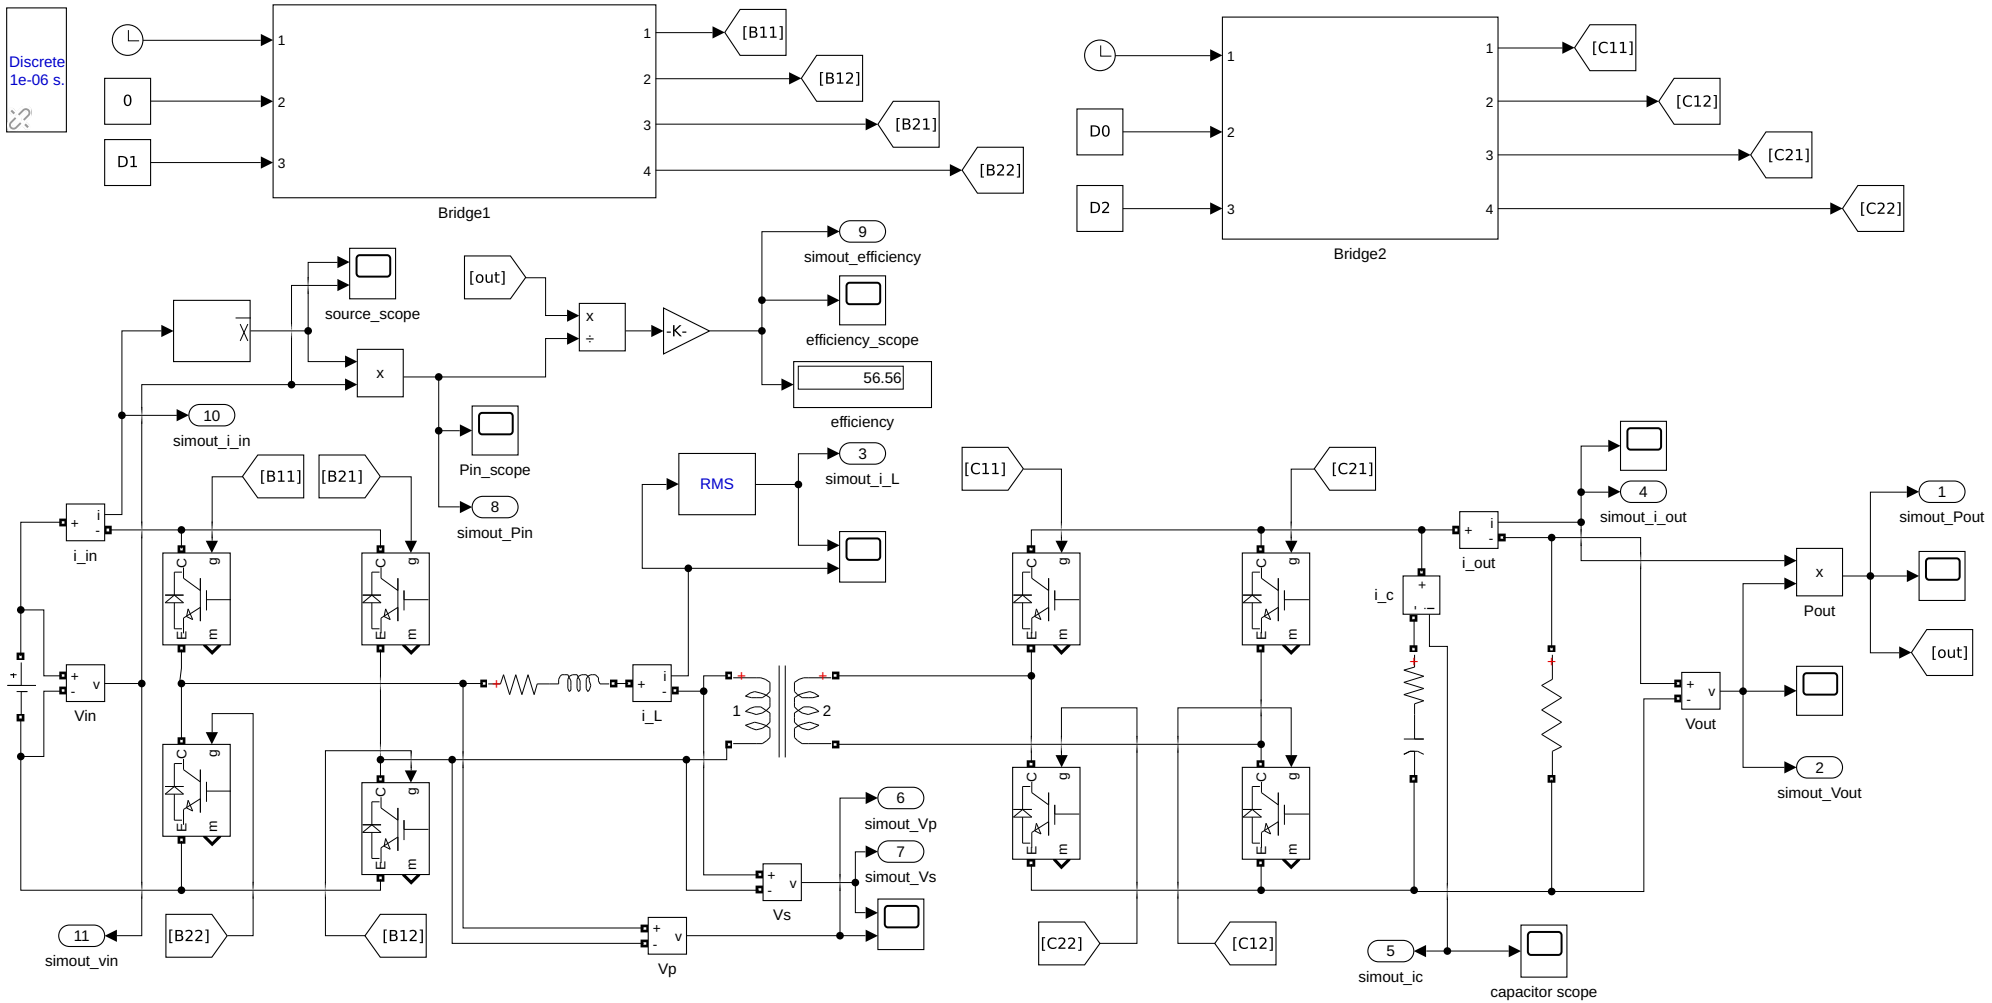 Discrete
1e-06 s.
1
0
2
D1
3
1
2
3
4
[B11]
[B12]
[B21]
[B22]
Bridge1
1
D0
2
D2
3
1
2
3
4
[C11]
[C12]
[C21]
[C22]
Bridge2
9
simout_efficiency
source_scope
[out]
x
÷
-K-
efficiency_scope
56.56
efficiency
x
x
10
simout_i_in
Pin_scope
8
simout_Pin
[B11]
[B21]
RMS
3
simout_i_L
[C11]
[C21]
4
simout_i_out
1
simout_Pout
+
i
-
i_in
C
g
E
m
C
g
E
m
C
g
E
m
C
g
E
m
+
i
-
i_out
i_c
+
-
i
x
Pout
[out]
+
+
-
v
Vin
+
+
i
-
i_L
+
1
+
2
+
+
+
-
v
Vout
2
simout_Vout
C
g
E
m
C
g
E
m
C
g
E
m
C
g
E
m
6
simout_Vp
7
simout_Vs
+
-
v
Vs
+
-
v
Vp
11
simout_vin
[B22]
[B12]
[C22]
[C12]
5
simout_ic
capacitor scope